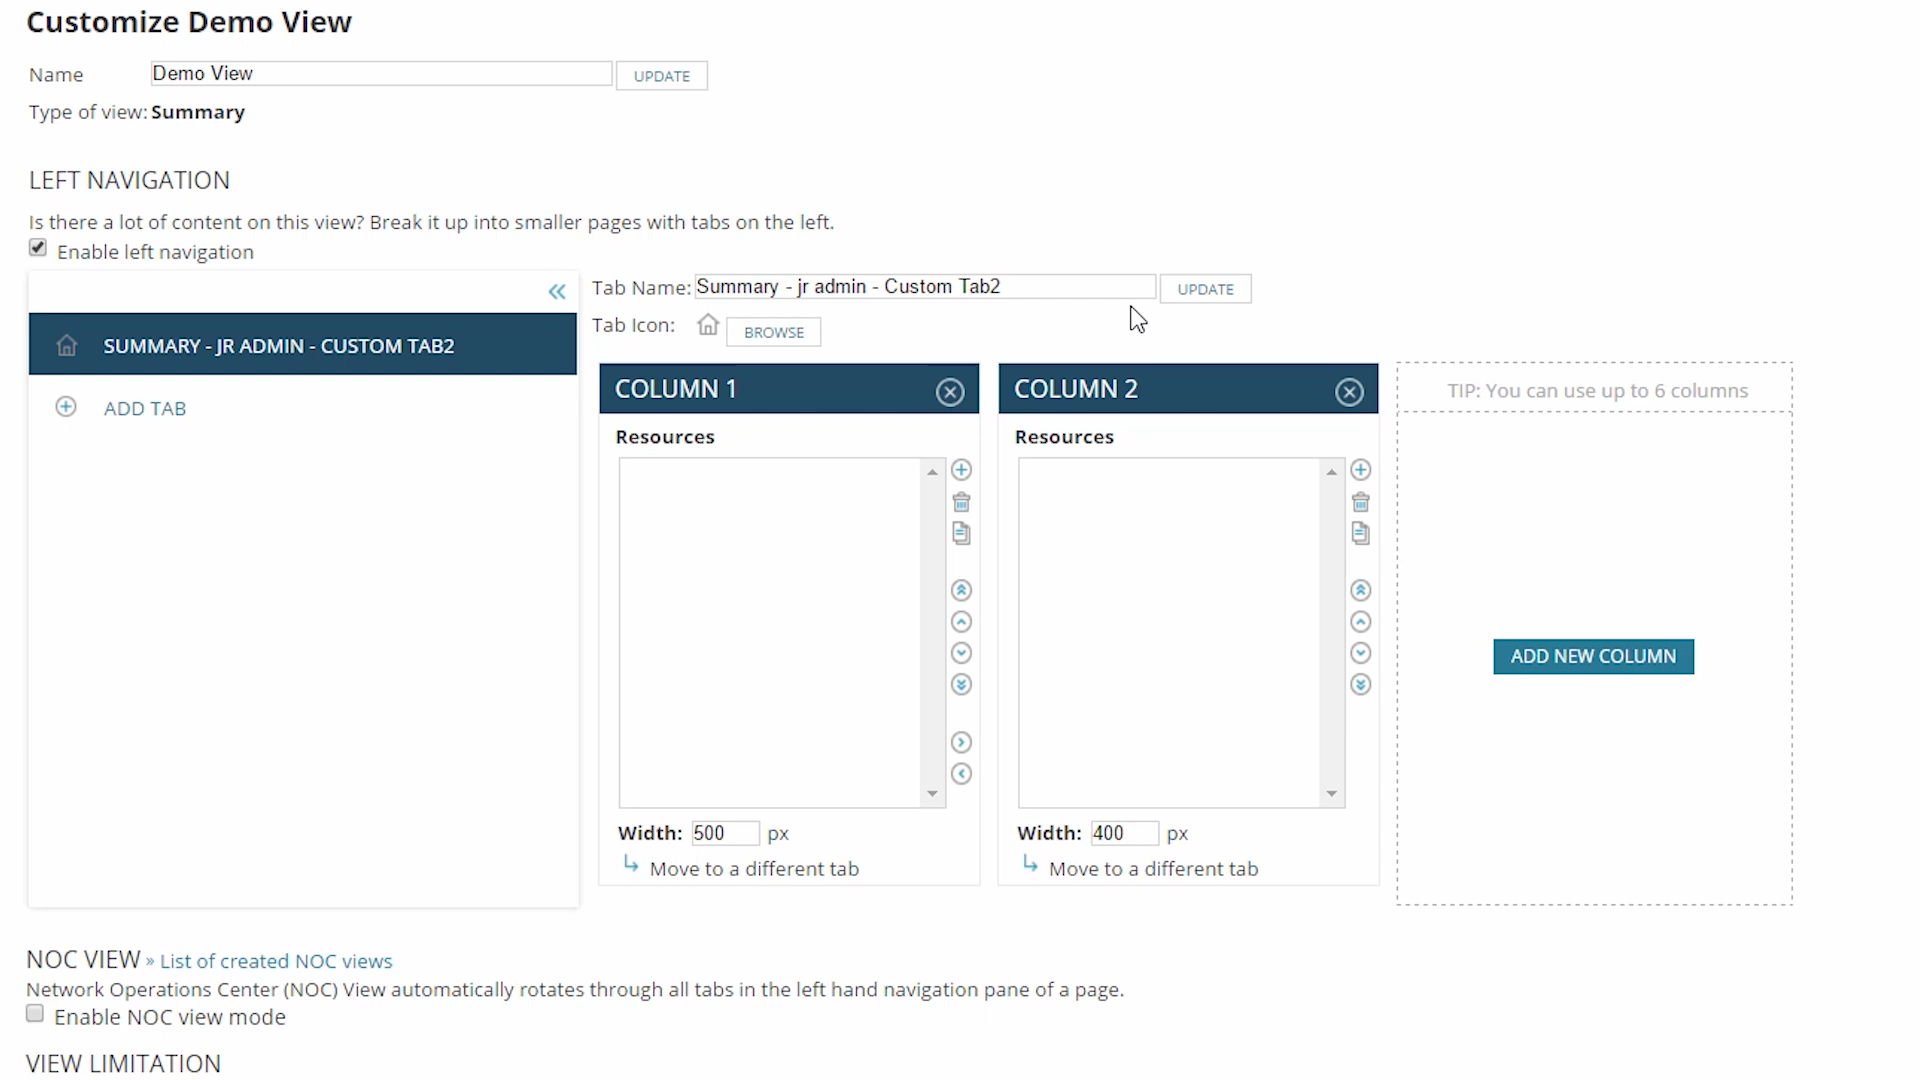 Customize Demo View
Name Demo View UPDATE
Type of view: Summary
LEFT NAVIGATION
Is there a lot of content on this view? Break it up into smaller pages with tabs on the left.
Enable left navigation
Tab Name: Summary - jr admin - Custom Tab2 UPDATE
Tab Icon: BROWSE
SUMMARY - JR ADMIN - CUSTOM TAB2
ADD TAB
COLUMN 1
Resources
Width: 500 px
Move to a different tab
COLUMN 2
Resources
Width: 400 px
Move to a different tab
TIP: You can use up to 6 columns
ADD NEW COLUMN
NOC VIEW » List of created NOC views
Network Operations Center (NOC) View automatically rotates through all tabs in the left hand navigation pane of a page.
Enable NOC view mode
VIEW LIMITATION